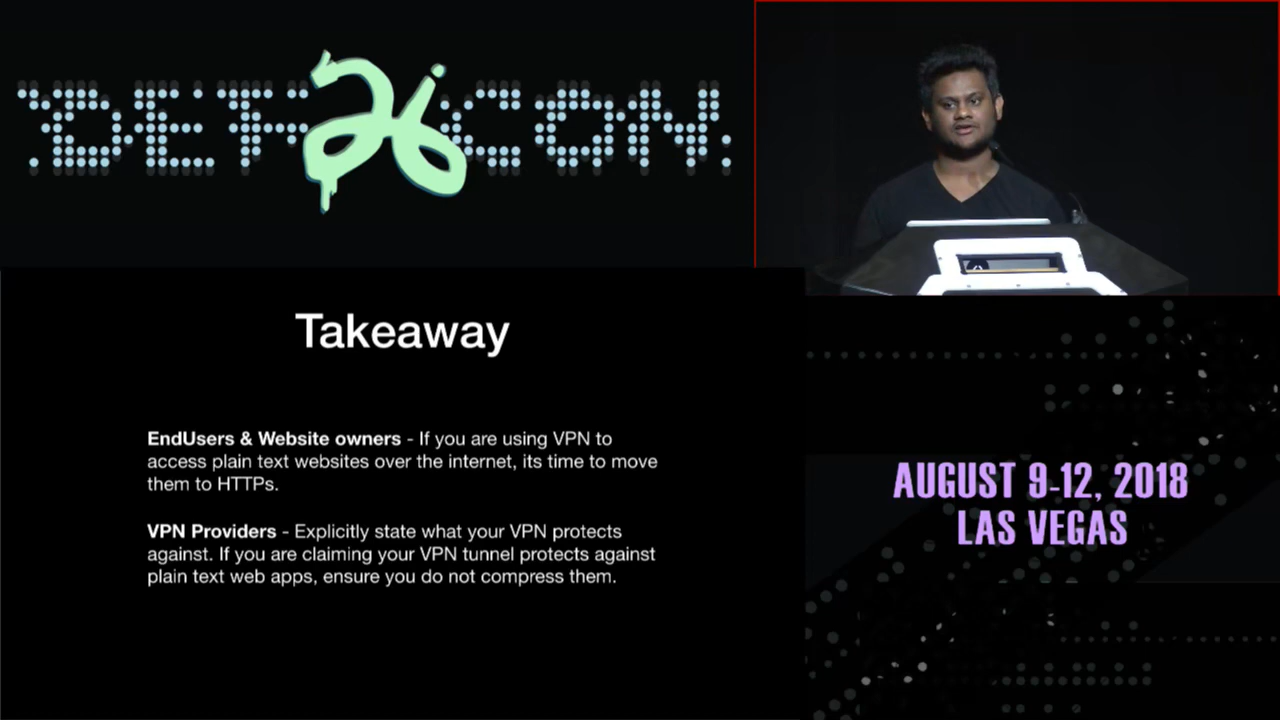 DEF 26 CON
Takeaway
EndUsers & Website owners - If you are using VPN to
access plain text websites over the internet, its time to move
them to HTTPs.
VPN Providers - Explicitly state what your VPN protects
against. If you are claiming your VPN tunnel protects against
plain text web apps, ensure you do not compress them.
AUGUST 9-12, 2018
LAS VEGAS